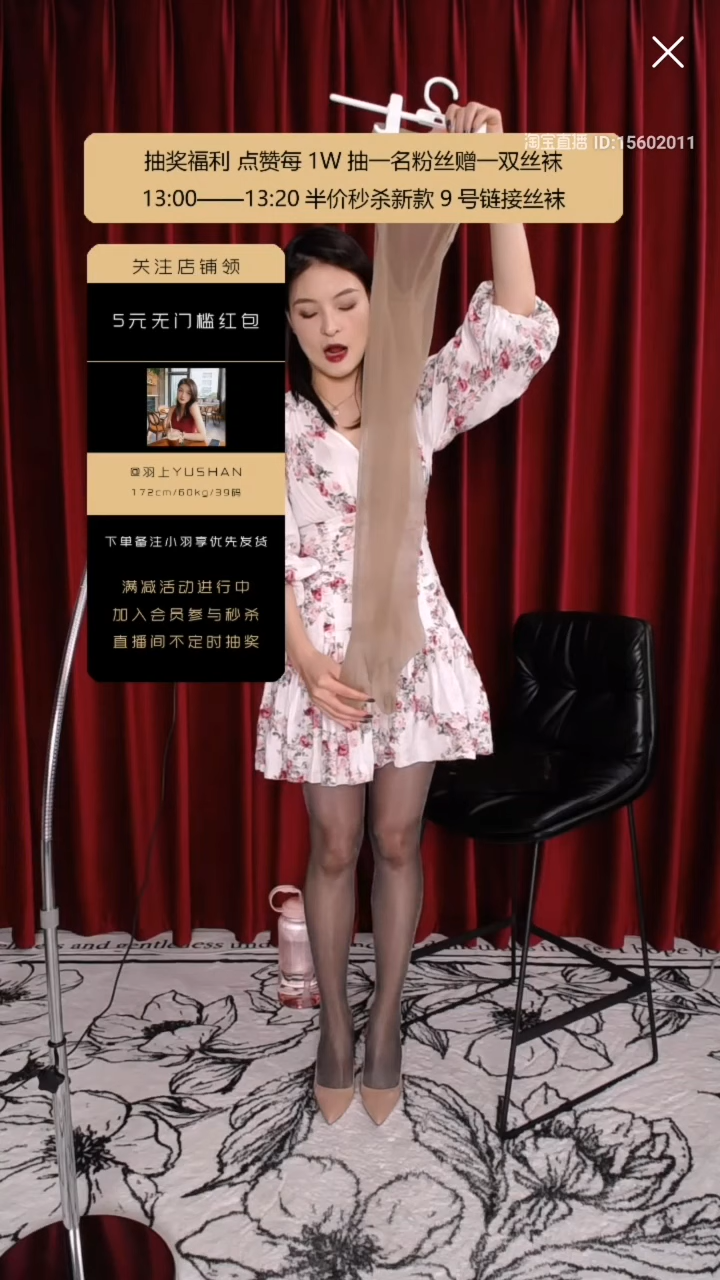 淘宝直播 ID:15602011
抽奖福利 点赞每 1W 抽一名粉丝赠一双丝袜
13:00——13:20 半价秒杀新款 9 号链接丝袜
关注店铺领
5元无门槛红包
@羽上YUSHAN
172cm/60kg/39码
下单备注小羽享优先发货
满减活动进行中
加入会员参与秒杀
直播间不定时抽奖
and gentleness
hope you